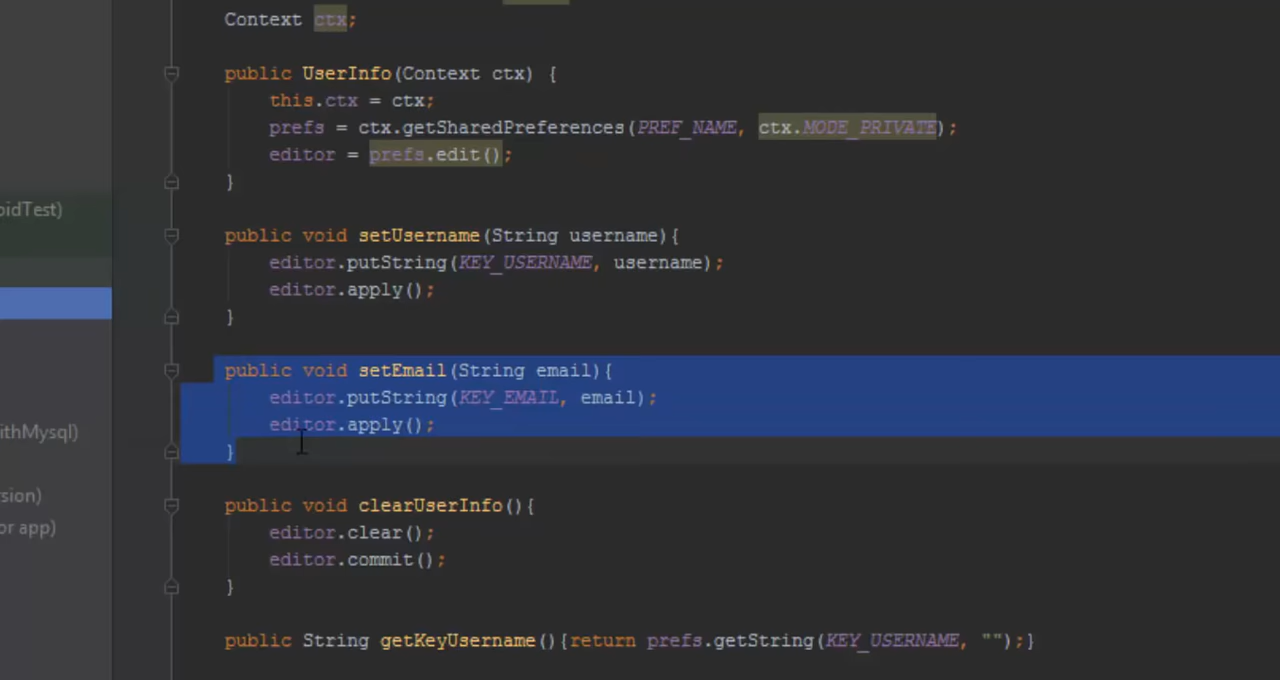 Context ctx;
public UserInfo(Context ctx) {
this.ctx = ctx;
prefs = ctx.getSharedPreferences(PREF_NAME, ctx.MODE_PRIVATE);
editor = prefs.edit();
}
oidTest)
public void setUsername(String username){
editor.putString(KEY_USERNAME, username);
editor.apply();
}
public void setEmail(String email){
editor.putString(KEY_EMAIL, email);
editor.apply();
ithMysql)
}
sion)
public void clearUserInfo(){
or app)
editor.clear();
editor.commit();
}
public String getKeyUsername(){return prefs.getString(KEY_USERNAME, "");}